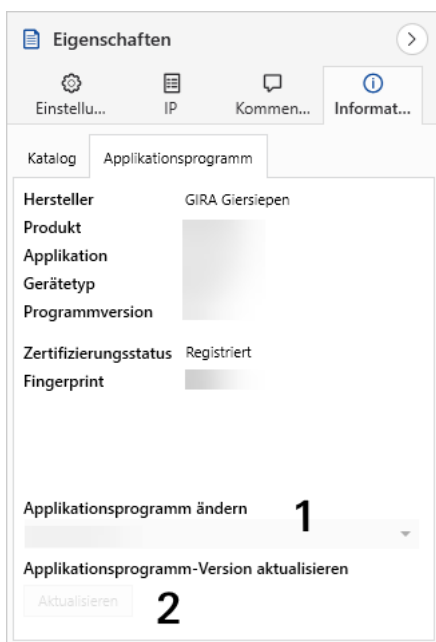 Eigenschaften
Einstellu... IP Kommen... Informat...
Katalog Applikationsprogramm
Hersteller GIRA Giersiepen
Produkt
Applikation
Gerätetyp
Programmversion
Zertifizierungsstatus Registriert
Fingerprint
Applikationsprogramm ändern 1
Applikationsprogramm-Version aktualisieren
Aktualisieren 2